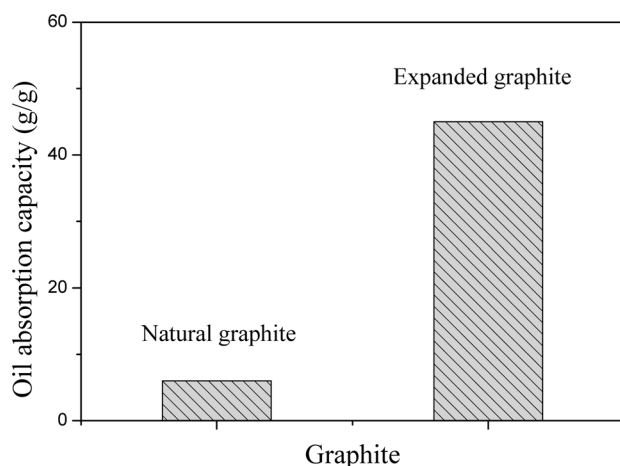 60
Expanded graphite
Oil absorption capacity (g/g)
40
20
Natural graphite
0
Graphite